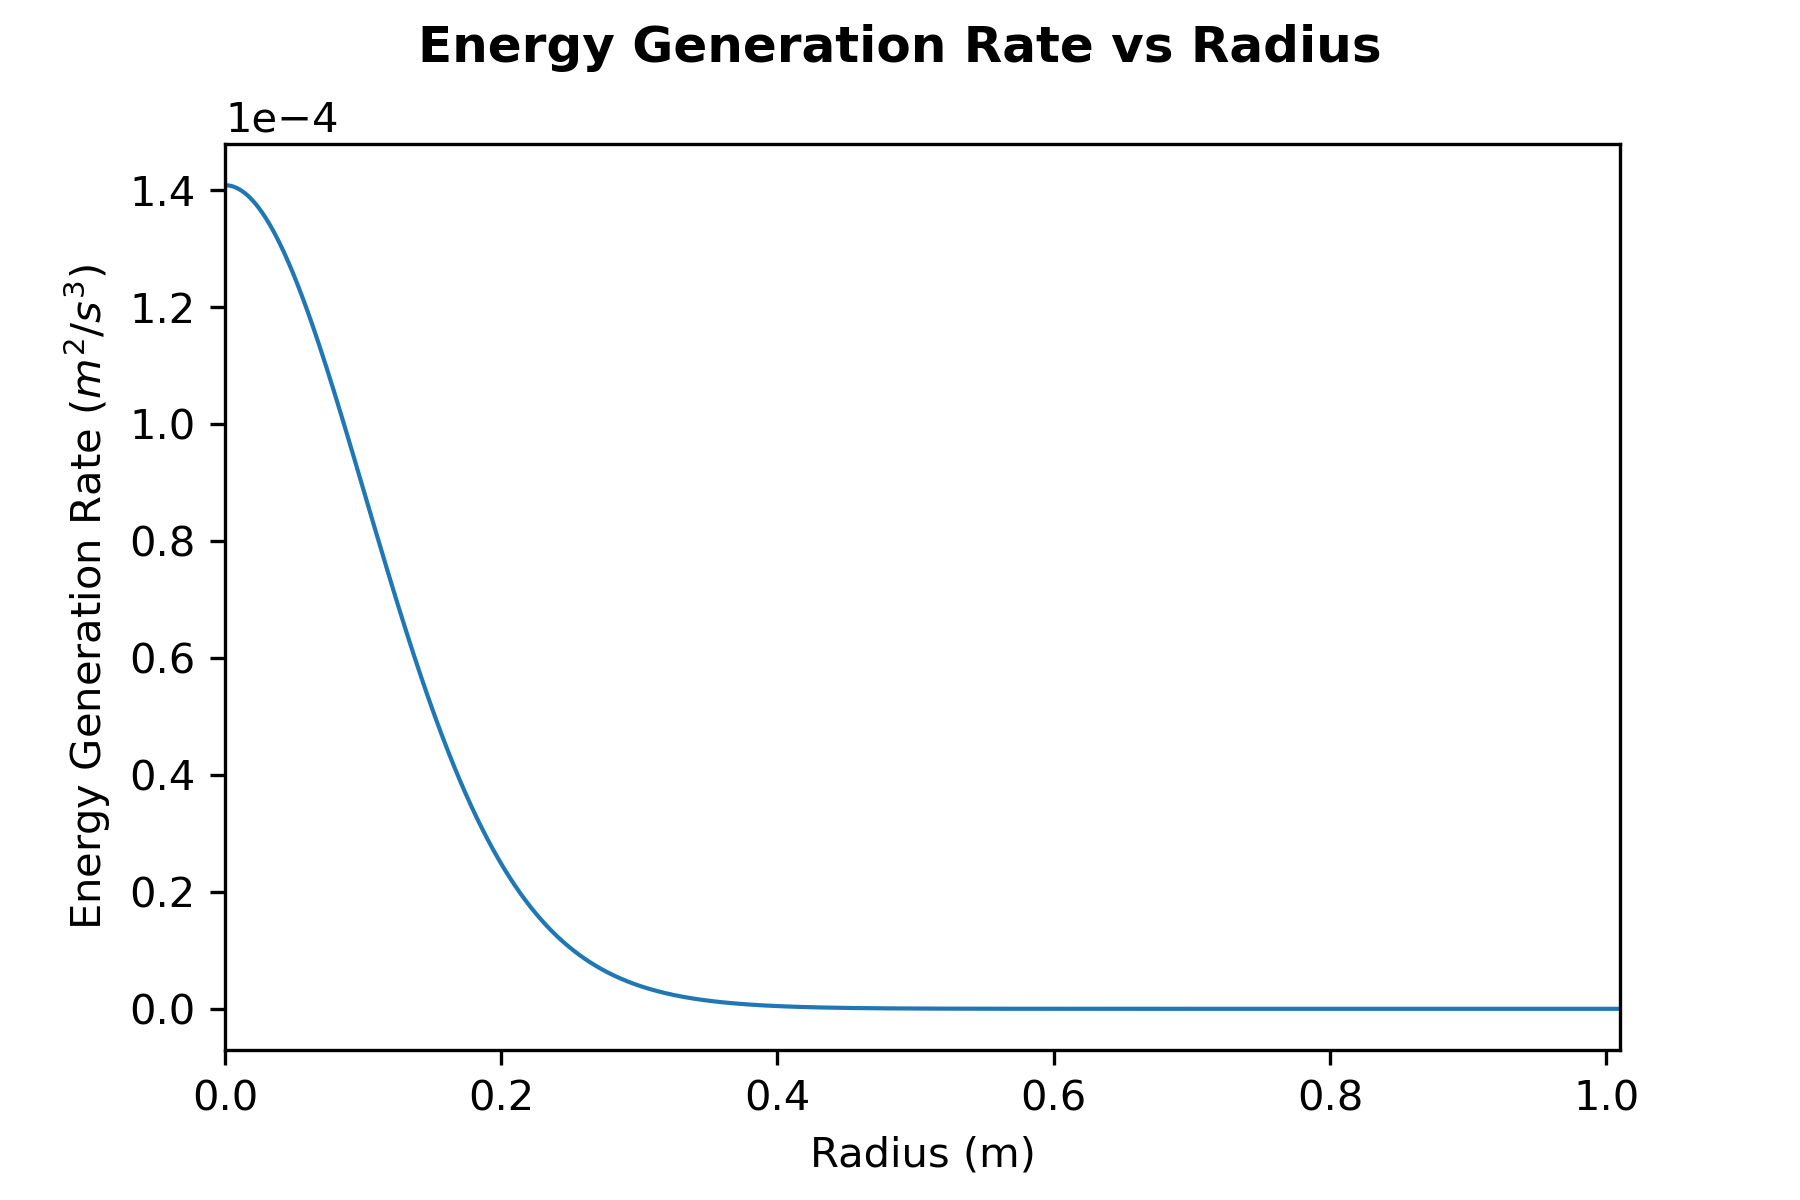 Energy Generation Rate vs Radius
1e−4
1.4
1.2
1.0
0.8
0.6
0.4
0.2
0.0
Energy Generation Rate (m²/s³)
0.0 0.2 0.4 0.6 0.8 1.0
Radius (m)